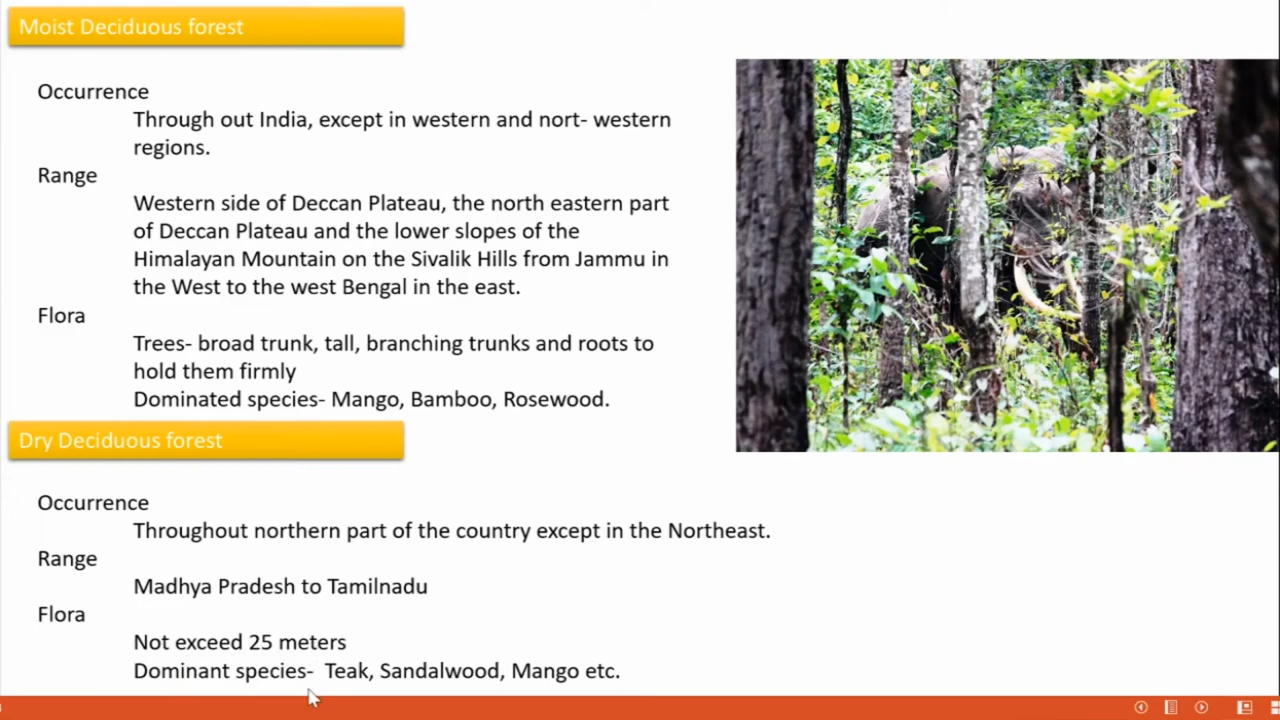 Moist Deciduous forest
Occurrence
Through out India, except in western and nort- western
regions.
Range
Western side of Deccan Plateau, the north eastern part
of Deccan Plateau and the lower slopes of the
Himalayan Mountain on the Sivalik Hills from Jammu in
the West to the west Bengal in the east.
Flora
Trees- broad trunk, tall, branching trunks and roots to
hold them firmly
Dominated species- Mango, Bamboo, Rosewood.
Dry Deciduous forest
Occurrence
Throughout northern part of the country except in the Northeast.
Range
Madhya Pradesh to Tamilnadu
Flora
Not exceed 25 meters
Dominant species- Teak, Sandalwood, Mango etc.